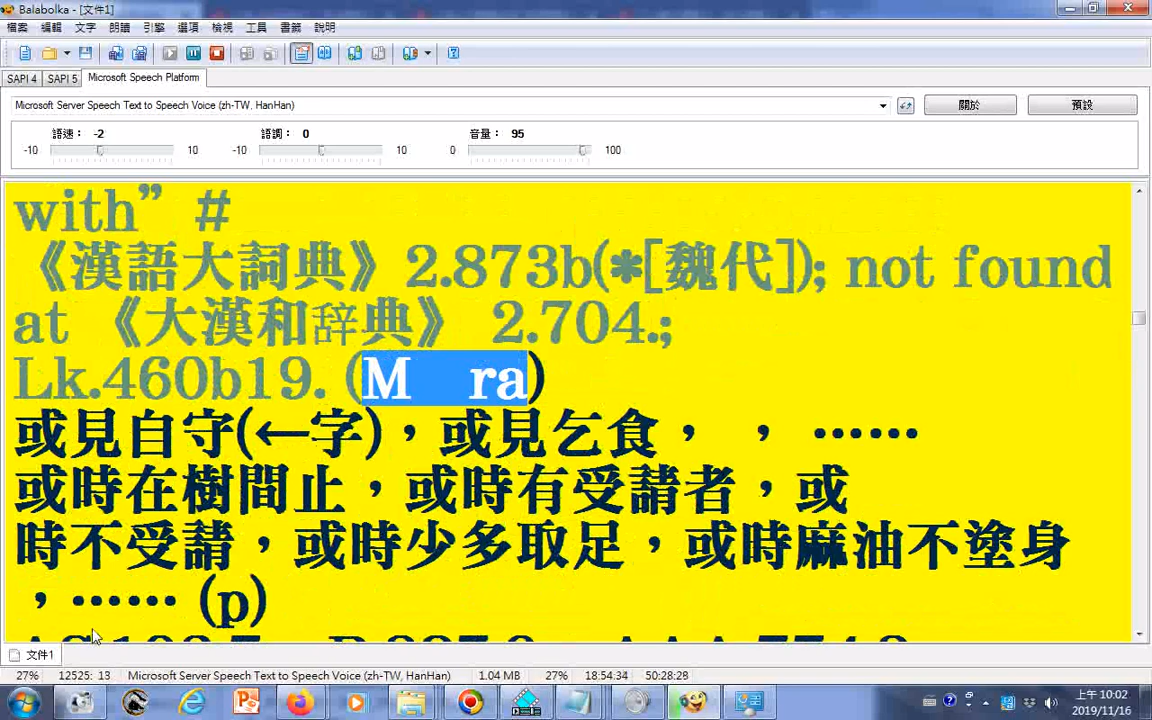 Balabolka - [文件1]
檔案 編輯 文字 朗讀 引擎 選項 檢視 工具 書籤 說明
SAPI 4 SAPI 5 Microsoft Speech Platform
Microsoft Server Speech Text to Speech Voice (zh-TW, HanHan) 關於 預設
語速： -2 語調： 0 音量： 95
-10 10 -10 10 0 100
with” #
《漢語大詞典》2.873b(*[魏代]); not found
at 《大漢和辞典》 2.704.;
Lk.460b19. (M ra)
或見自守(←字)，或見乞食， ，……
或時在樹間止，或時有受請者，或
時不受請，或時少多取足，或時麻油不塗身
，…… (p)
文件1
27% 12525: 13 Microsoft Server Speech Text to Speech Voice (zh-TW, HanHan) 1.04 MB 27% 18:54:34 50:28:28
上午 10:02
2019/11/16